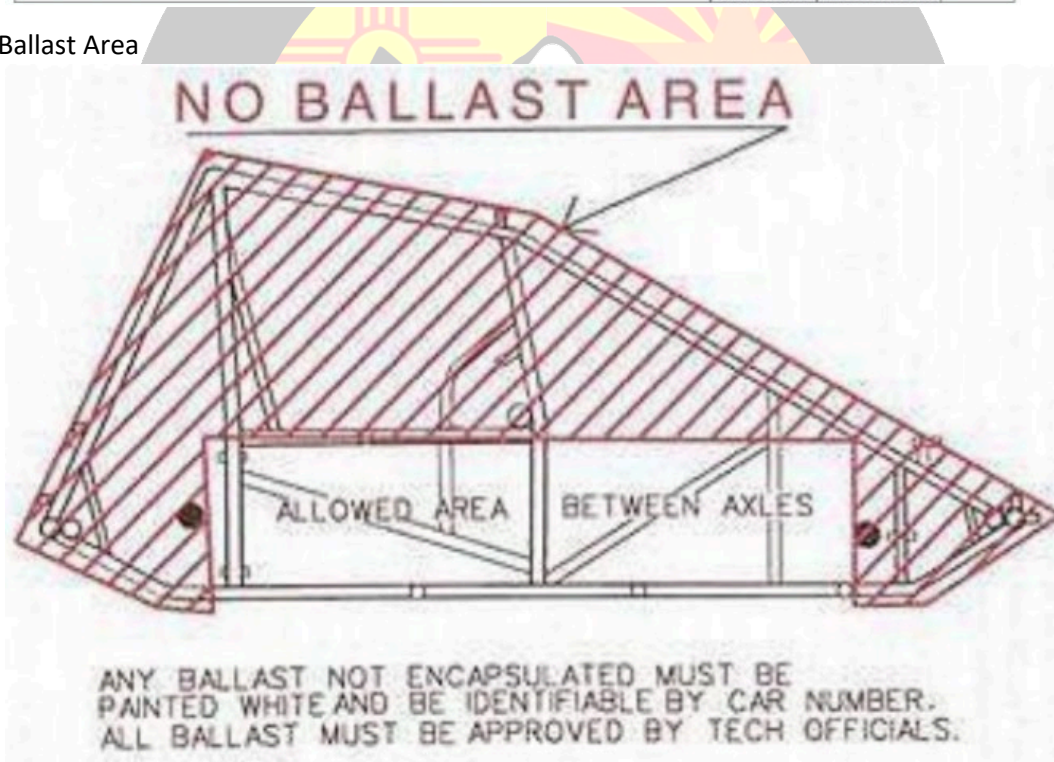 Ballast Area
NO BALLAST AREA
ALLOWED AREA BETWEEN AXLES
ANY BALLAST NOT ENCAPSULATED MUST BE
PAINTED WHITE AND BE IDENTIFIABLE BY CAR NUMBER.
ALL BALLAST MUST BE APPROVED BY TECH OFFICIALS.